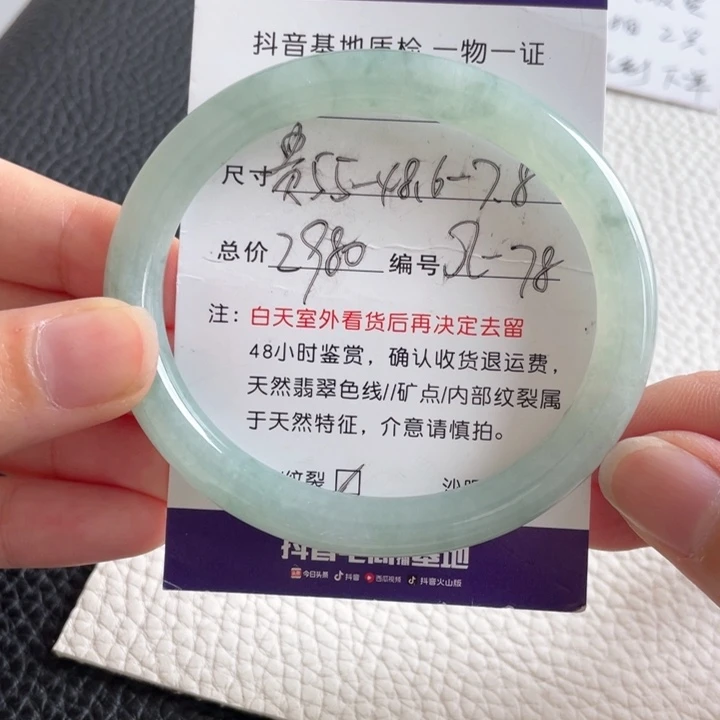 抖音基地质检 一物一证
尺寸 贵55-48.6-7.8
总价 2980 编号 X-78
注：白天室外看货后再决定去留
48小时鉴赏，确认收货退运费，
天然翡翠色线//矿点/内部纹裂属
于天然特征，介意请慎拍。
纹裂
今日头条 抖音 西瓜视频 抖音火山版